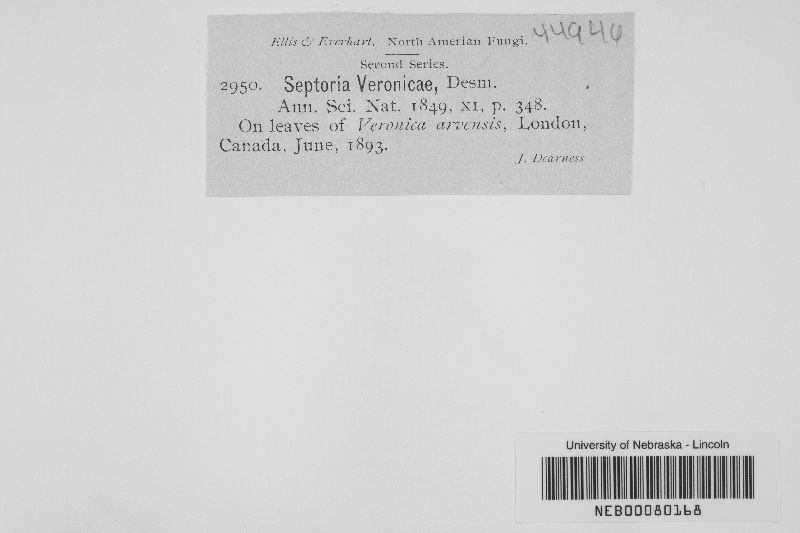 44946
Ellis & Everhart. North Amerian Fungi.
Second Series.
2950. Septoria Veronicae, Desm.
Ann. Sci. Nat. 1849, XI, p. 348.
On leaves of Veronica arvensis, London,
Canada, June, 1893.
J. Dearness
University of Nebraska - Lincoln
NEB00080168